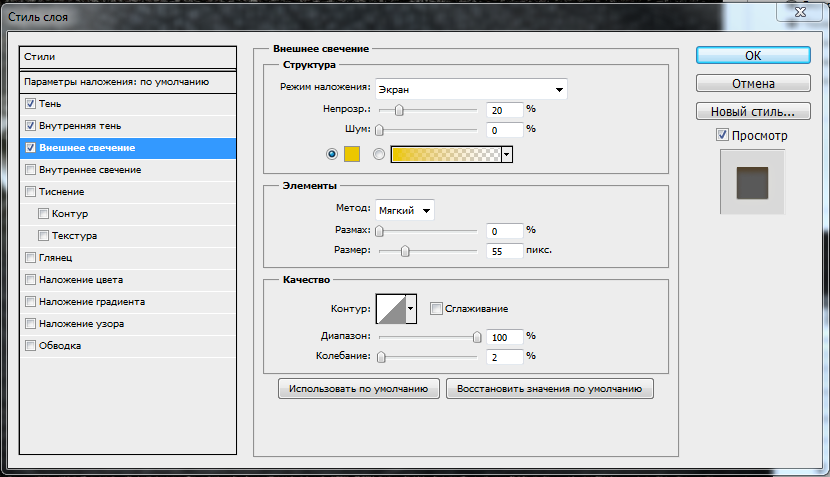 Стиль слоя
Стили
Параметры наложения: по умолчанию
Тень
Внутренняя тень
Внешнее свечение
Внутреннее свечение
Тиснение
Контур
Текстура
Глянец
Наложение цвета
Наложение градиента
Наложение узора
Обводка
Внешнее свечение
Структура
Режим наложения: Экран
Непрозр.: 20 %
Шум: 0 %
Элементы
Метод: Мягкий
Размах: 0 %
Размер: 55 пикс.
Качество
Контур: Сглаживание
Диапазон: 100 %
Колебание: 2 %
Использовать по умолчанию Восстановить значения по умолчанию
OK
Отмена
Новый стиль...
Просмотр